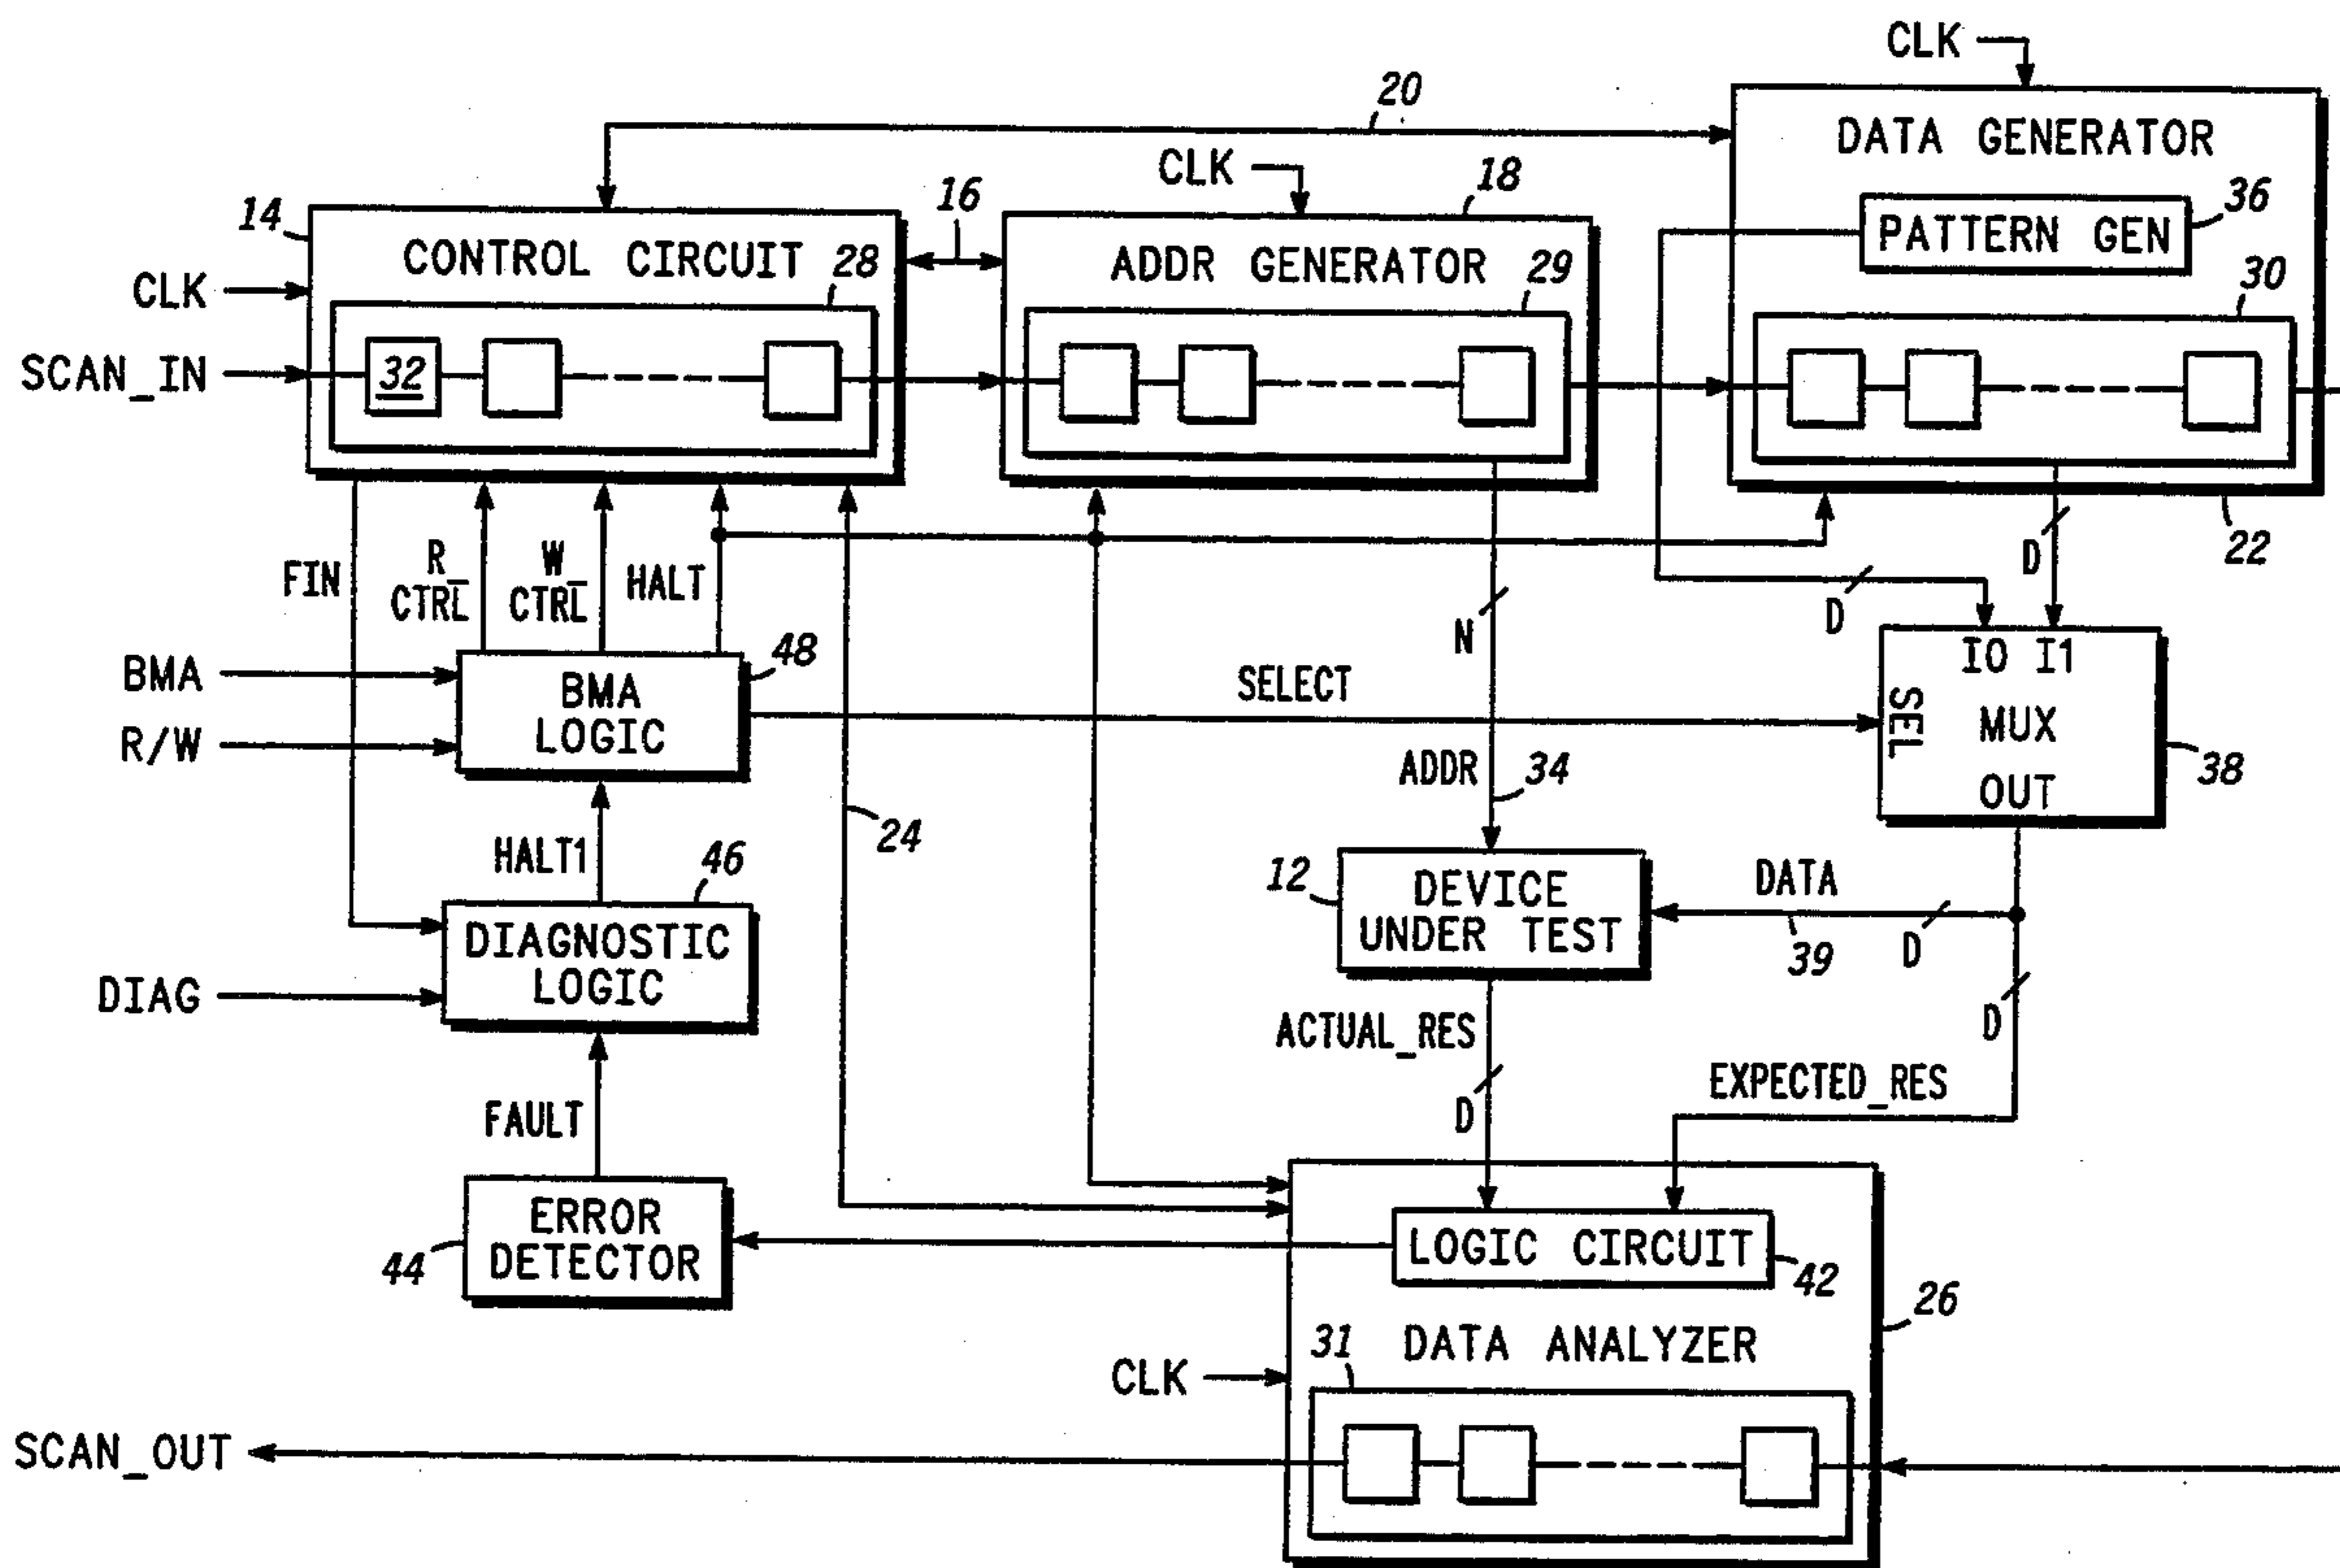 CLK
20
DATA GENERATOR
CLK
18
16
14
36
PATTERN GEN
CONTROL CIRCUIT
28
ADDR GENERATOR
29
30
CLK
SCAN_IN
32
22
FIN
R_
CTRL
W_
CTRL
HALT
D
N
D
BMA
48
I0 I1
SELECT
BMA
LOGIC
SEL
MUX
R/W
ADDR
34
38
OUT
24
HALT1
46
12
DEVICE
UNDER TEST
DATA
D
39
DIAGNOSTIC
LOGIC
DIAG
D
ACTUAL_RES
EXPECTED_RES
FAULT
D
ERROR
DETECTOR
44
LOGIC CIRCUIT
42
26
31
DATA ANALYZER
CLK
SCAN_OUT